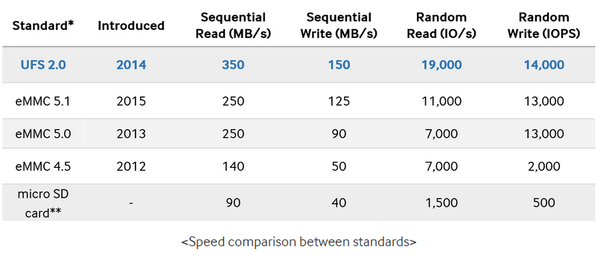 Standard* Introduced Sequential Read (MB/s) Sequential Write (MB/s) Random Read (IO/s) Random Write (IOPS)
UFS 2.0 2014 350 150 19,000 14,000
eMMC 5.1 2015 250 125 11,000 13,000
eMMC 5.0 2013 250 90 7,000 13,000
eMMC 4.5 2012 140 50 7,000 2,000
micro SD card** - 90 40 1,500 500
<Speed comparison between standards>